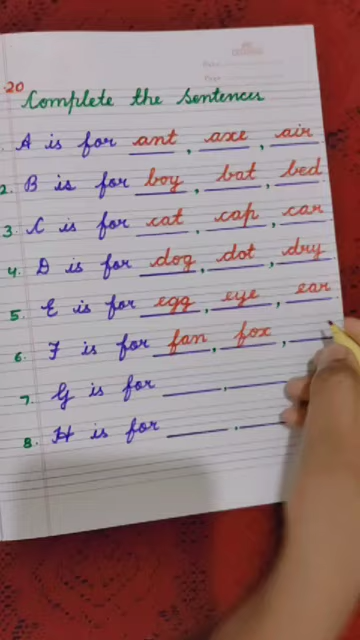 20
Complete the Sentences
A is for ant, axe, air
2. B is for boy, bat, bed
3. C is for cat, cap, car
4. D is for dog, dot, dry
5. E is for egg, eye, ear
6. F is for fan, fox,
7. G is for
8. H is for